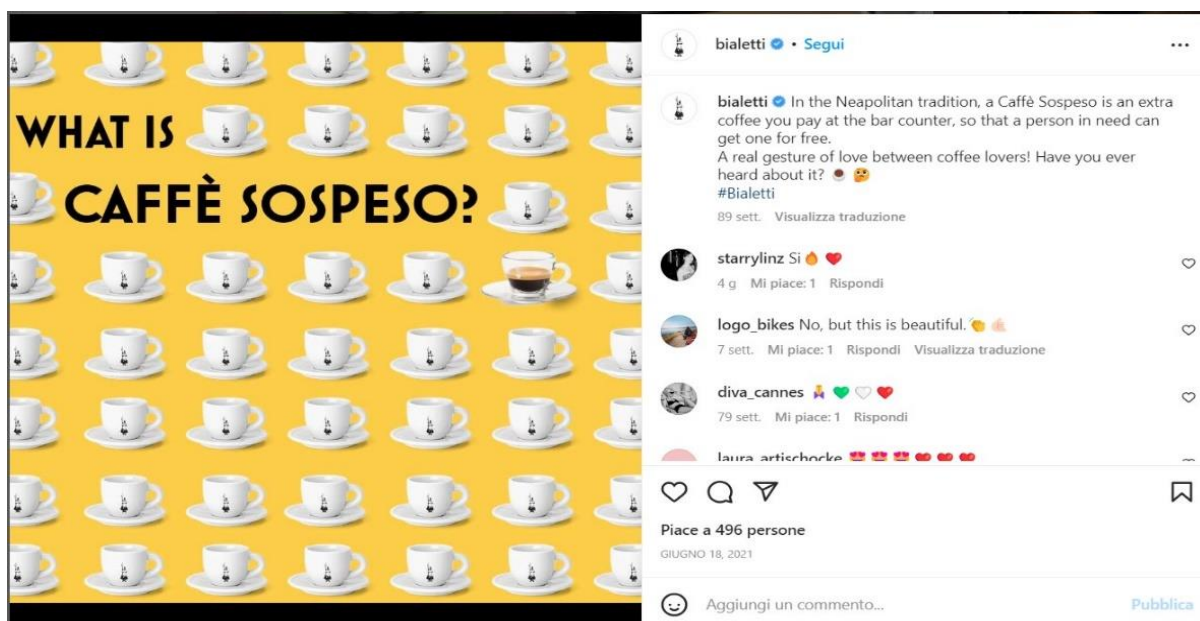 WHAT IS
CAFFÈ SOSPESO?
bialetti • Segui
bialetti In the Neapolitan tradition, a Caffè Sospeso is an extra
coffee you pay at the bar counter, so that a person in need can
get one for free.
A real gesture of love between coffee lovers! Have you ever
heard about it? ☕ 🤔
#Bialetti
89 sett. Visualizza traduzione
starrylinz Si 🔥 ❤️
4 g Mi piace: 1 Rispondi
logo_bikes No, but this is beautiful. 👏 🤌🏻
7 sett. Mi piace: 1 Rispondi Visualizza traduzione
diva_cannes 🧘‍♀️ 💚 🤍 ❤️
79 sett. Mi piace: 1 Rispondi
laura_artischocke 😍 😍 😍 ❤️ ❤️ ❤️
Piace a 496 persone
GIUGNO 18, 2021
Aggiungi un commento...
Pubblica